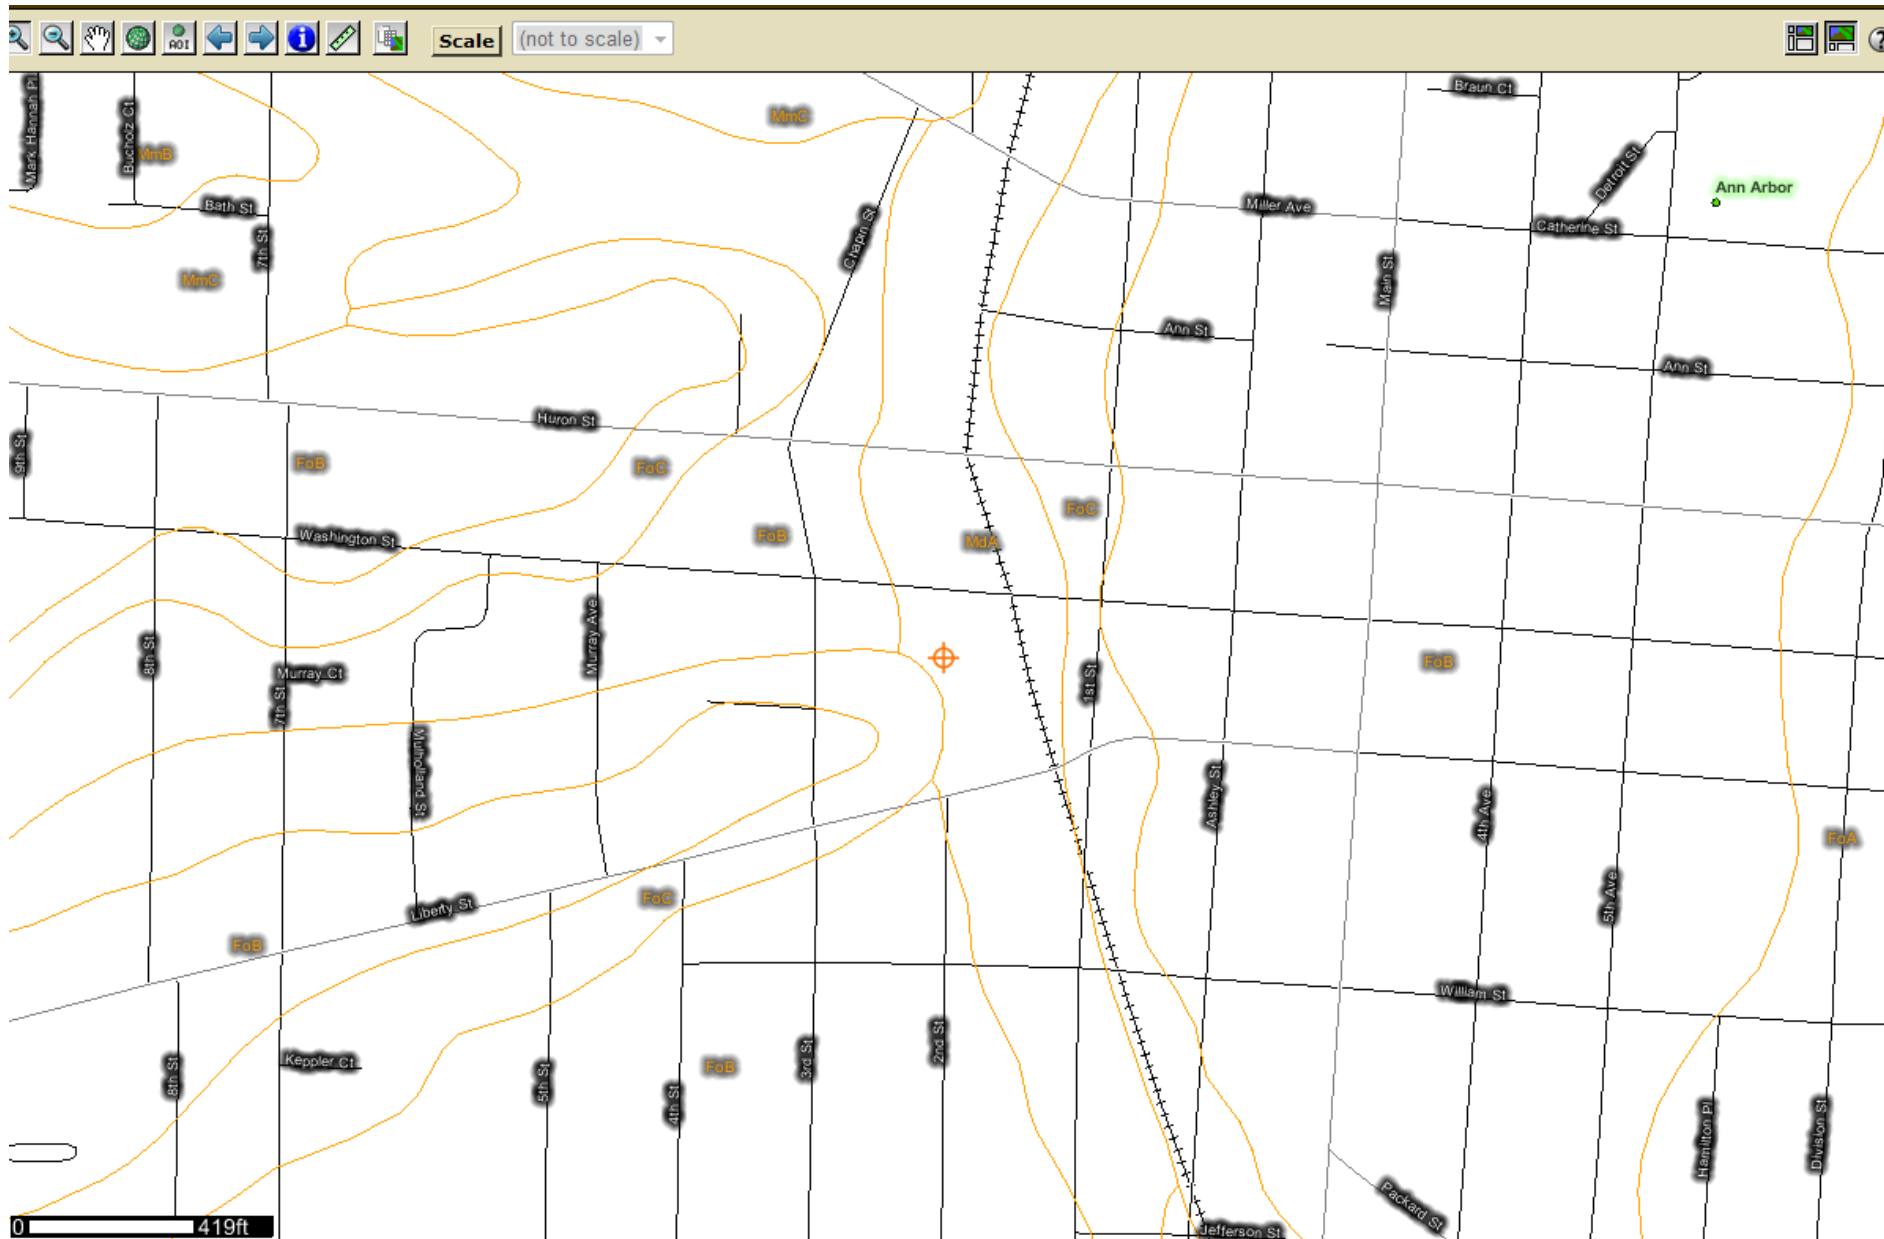 AOI
i
Scale
(not to scale)
?
Mark Hannah Pl
Bucholz Ct
MmB
MmC
Braun Ct
Detroit St
Ann Arbor
Bath St
7th St
Chapin St
Miller Ave
Catherine St
MmC
Main St
Ann St
Ann St
Huron St
9th St
FoB
FoC
FoC
Washington St
FoB
MdA
8th St
Murray Ave
Murray Ct
7th St
1st St
FoB
Mulholland St
Ashley St
4th Ave
FoA
5th Ave
Liberty St
FoC
FoB
William St
8th St
Keppler Ct
5th St
4th St
FoB
3rd St
2nd St
Hamilton Pl
Division St
Packard St
Jefferson St
0 419ft